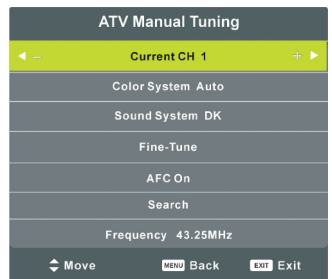 ATV Manual Tuning
− Current CH 1 +
Color System Auto
Sound System DK
Fine-Tune
AFC On
Search
Frequency 43.25MHz
Move MENU Back EXIT Exit